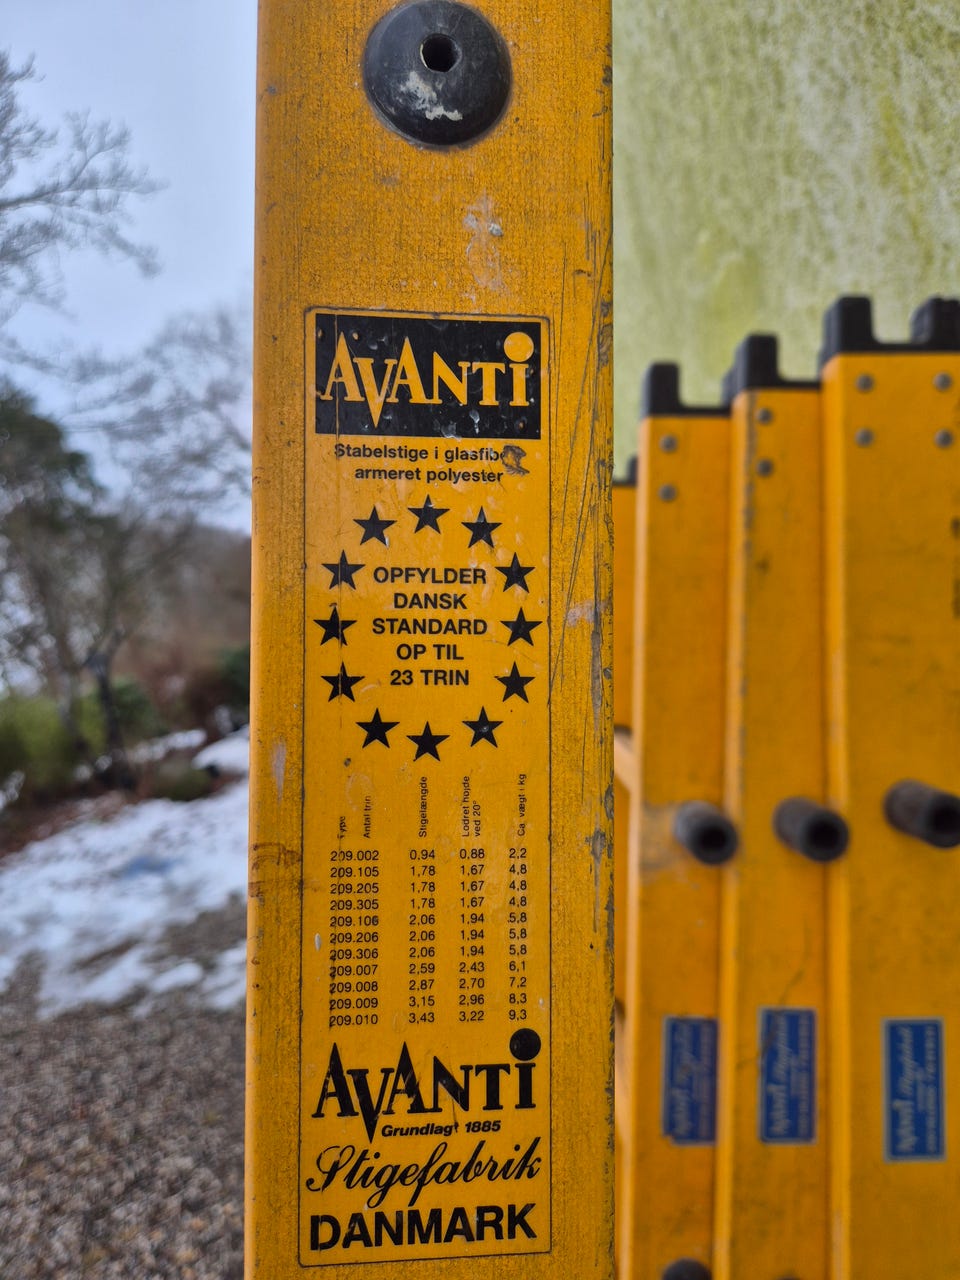 AVANTi
Stabelstige i glasfiber
armeret polyester
OPFYLDER
DANSK
STANDARD
OP TIL
23 TRIN
Type Antal trin Stigelængde Lodret højde ved 20° Ca. vægt i kg
209.002 0,94 0,88 2,2
209.105 1,78 1,67 4,8
209.205 1,78 1,67 4,8
209.305 1,78 1,67 4,8
209.106 2,06 1,94 5,8
209.206 2,06 1,94 5,8
209.306 2,06 1,94 5,8
209.007 2,59 2,43 6,1
209.008 2,87 2,70 7,2
209.009 3,15 2,96 8,3
209.010 3,43 3,22 9,3
AVANTi
Grundlagt 1885
Stigefabrik
DANMARK